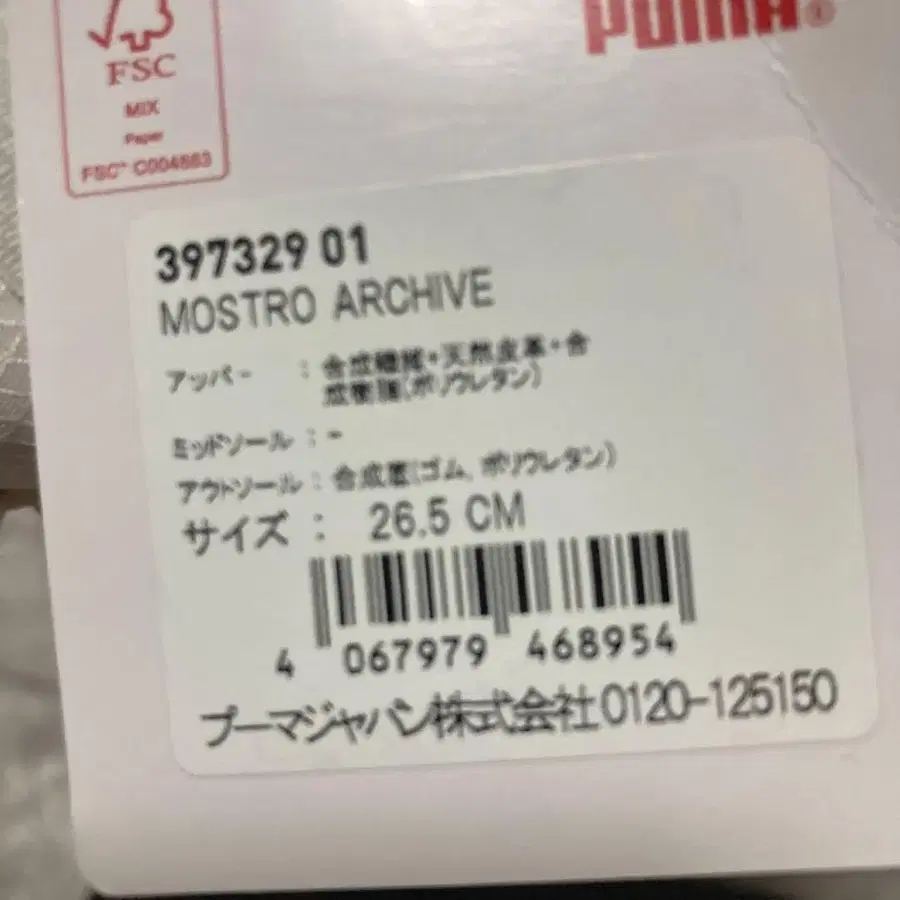 PUMA
FSC
MIX
Paper
FSC™ C004663
397329 01
MOSTRO ARCHIVE
アッパー : 合成繊維・天然皮革・合
成樹脂(ポリウレタン)
ミッドソール : -
アウトソール : 合成底(ゴム, ポリウレタン)
サイズ : 26.5 CM
4 067979 468954
プーマジャパン株式会社0120-125150